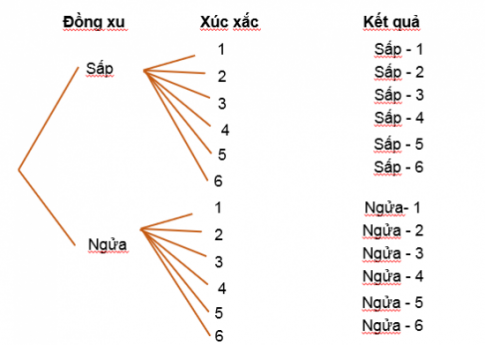 Đồng xu Xúc xắc Kết quả
1 Sấp - 1
Sấp 2 Sấp - 2
3 Sấp - 3
4 Sấp - 4
5 Sấp - 5
6 Sấp - 6
1 Ngửa- 1
2 Ngửa - 2
Ngửa 3 Ngửa - 3
4 Ngửa - 4
5 Ngửa - 5
6 Ngửa - 6